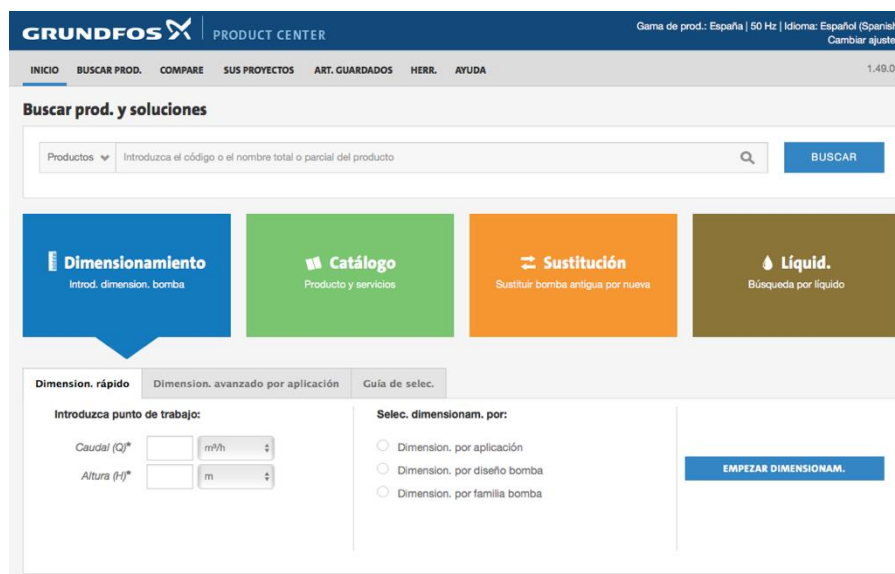 GRUNDFOS PRODUCT CENTER
Gama de prod.: España | 50 Hz | Idioma: Español (Spanish
Cambiar ajuste
INICIO BUSCAR PROD. COMPARE SUS PROYECTOS ART. GUARDADOS HERR. AYUDA 1.49.0
Buscar prod. y soluciones
Productos Introduzca el código o el nombre total o parcial del producto BUSCAR
Dimensionamiento
Introd. dimension. bomba
Catálogo
Producto y servicios
Sustitución
Sustituir bomba antigua por nueva
Líquid.
Búsqueda por líquido
Dimension. rápido Dimension. avanzado por aplicación Guía de selec.
Introduzca punto de trabajo:
Caudal (Q)* m³/h
Altura (H)* m
Selec. dimensionam. por:
Dimension. por aplicación
Dimension. por diseño bomba
Dimension. por familia bomba
EMPEZAR DIMENSIONAM.